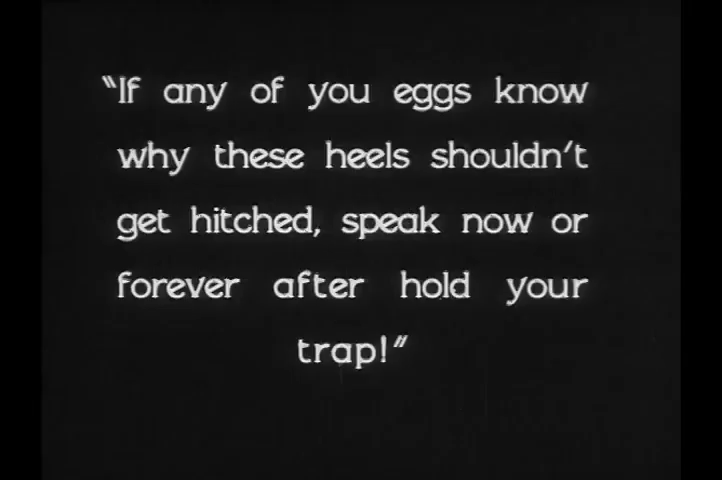 "If any of you eggs know
why these heels shouldn't
get hitched, speak now or
forever after hold your
trap!"